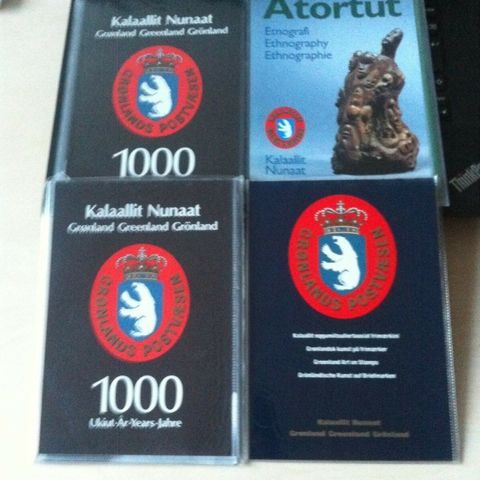 Kalaallit Nunaat
Grønland Greenland Grönland
GRØNLANDS POSTVÆSEN
1000
Atortut
Etnografi
Ethnography
Ethnographie
Kalaallit
Nunaat
ThinkPa
Kalaallit Nunaat
Grønland Greenland Grönland
GRØNLANDS POSTVÆSEN
1000
Ukiut-År-Years-Jahre
GRØNLANDS POSTVÆSEN
Grønlandsk kunst på frimærker
Greenland Art on Stamps
Grönländische Kunst auf Briefmarken
Kalaallit Nunaat
Grønland Greenland Grönland